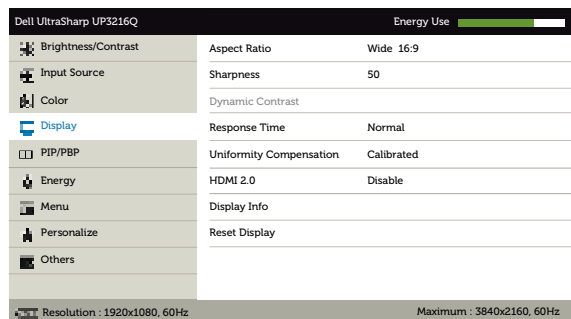 Dell UltraSharp UP3216Q Energy Use
Brightness/Contrast Aspect Ratio Wide 16:9
Input Source Sharpness 50
Color Dynamic Contrast
Display Response Time Normal
PIP/PBP Uniformity Compensation Calibrated
Energy HDMI 2.0 Disable
Menu Display Info
Personalize Reset Display
Others
Resolution : 1920x1080, 60Hz Maximum : 3840x2160, 60Hz